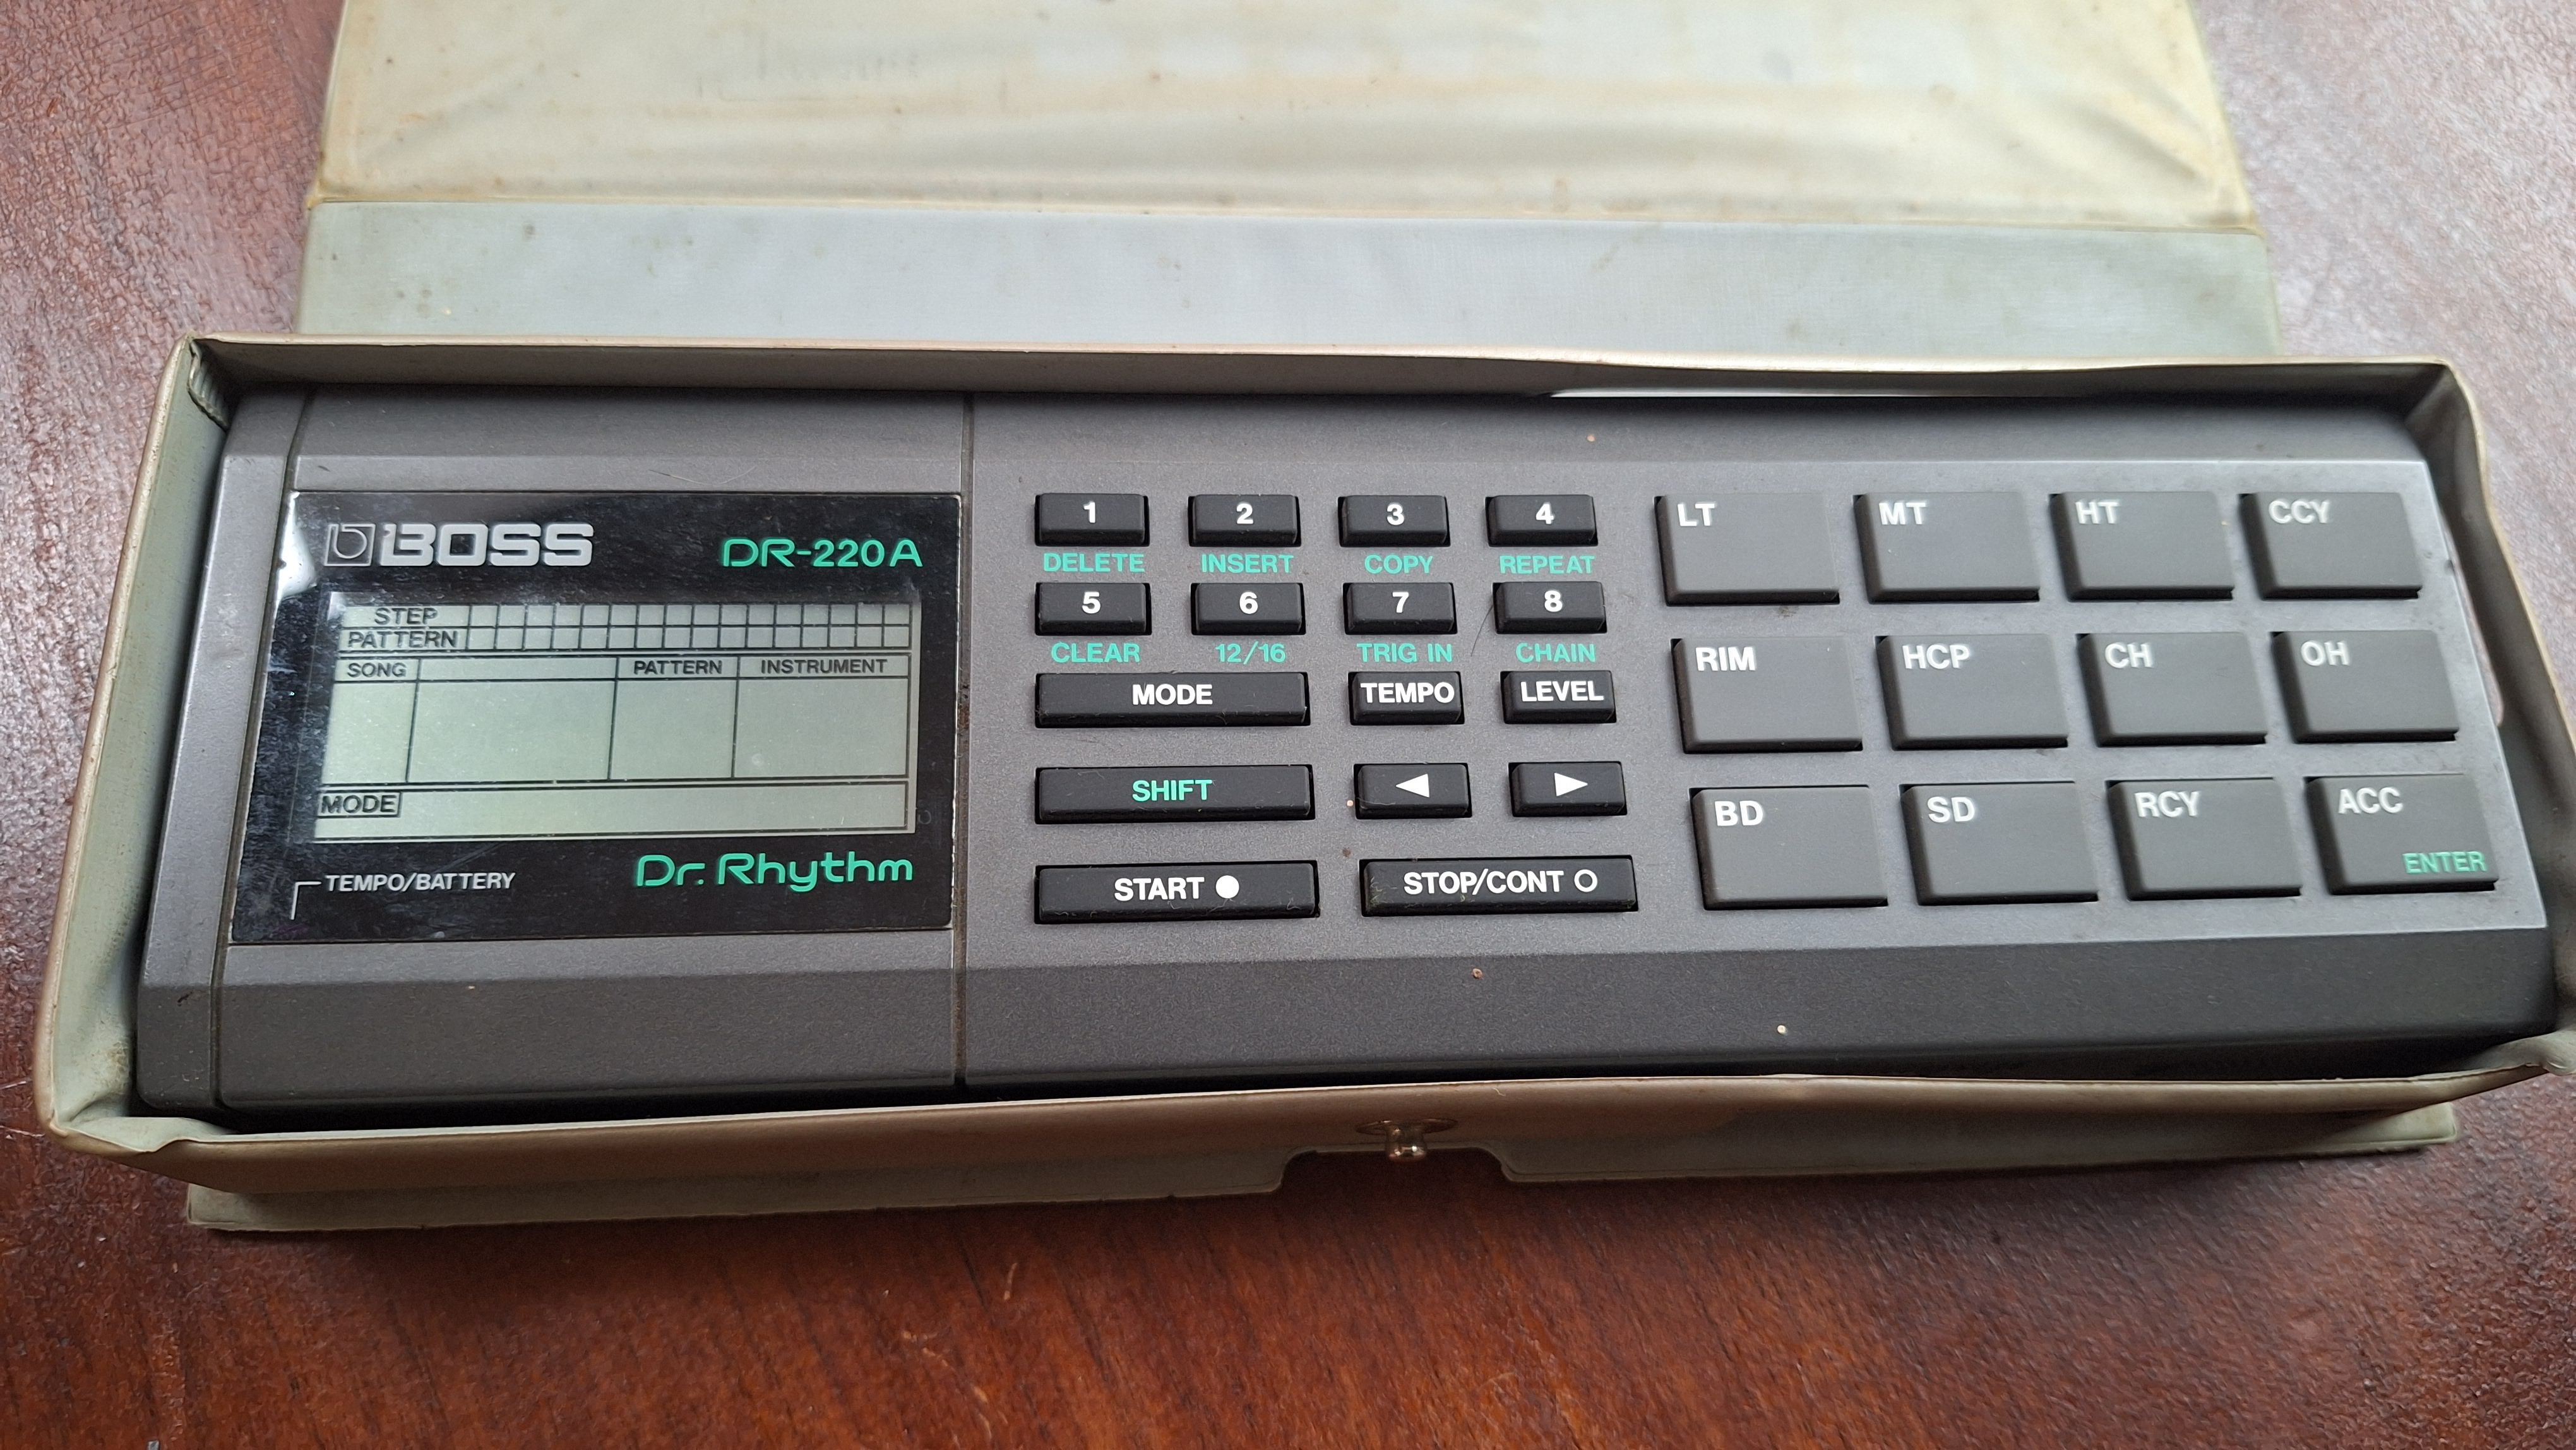 BOSS DR-220A
STEP
PATTERN
SONG PATTERN INSTRUMENT
MODE
TEMPO/BATTERY Dr. Rhythm
1 2 3 4
DELETE INSERT COPY REPEAT
5 6 7 8
CLEAR 12/16 TRIG IN CHAIN
MODE TEMPO LEVEL
SHIFT ◀ ▶
START ● STOP/CONT ○
LT MT HT CCY
RIM HCP CH OH
BD SD RCY ACC
ENTER